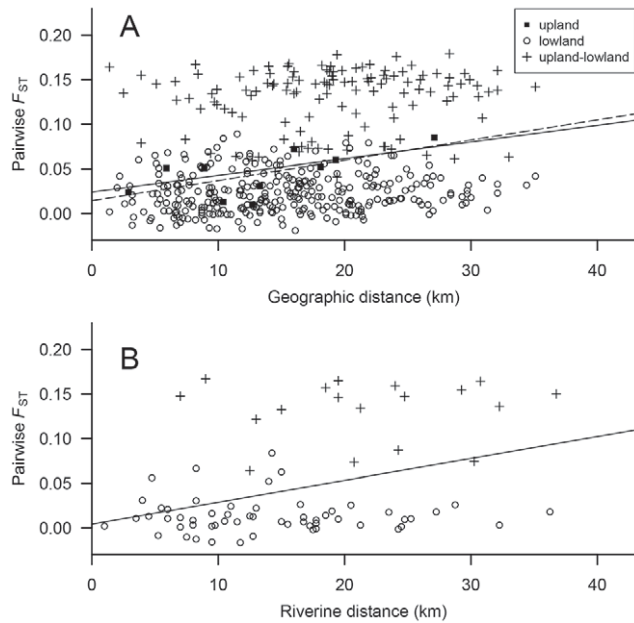 A
upland
lowland
upland-lowland
Pairwise FST
0.20
0.15
0.10
0.05
0.00
0 10 20 30 40
Geographic distance (km)
B
Pairwise FST
0.20
0.15
0.10
0.05
0.00
0 10 20 30 40
Riverine distance (km)